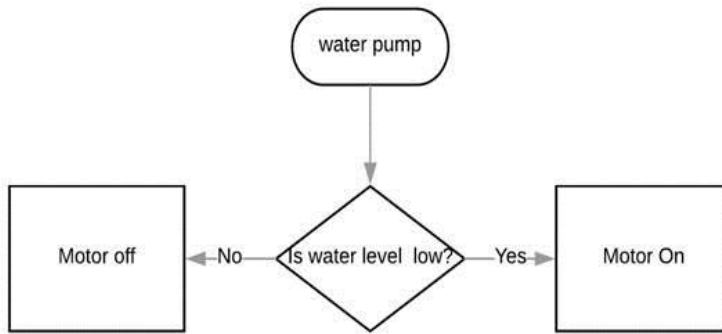 water pump
Motor off
No
Is water level low?
Yes
Motor On